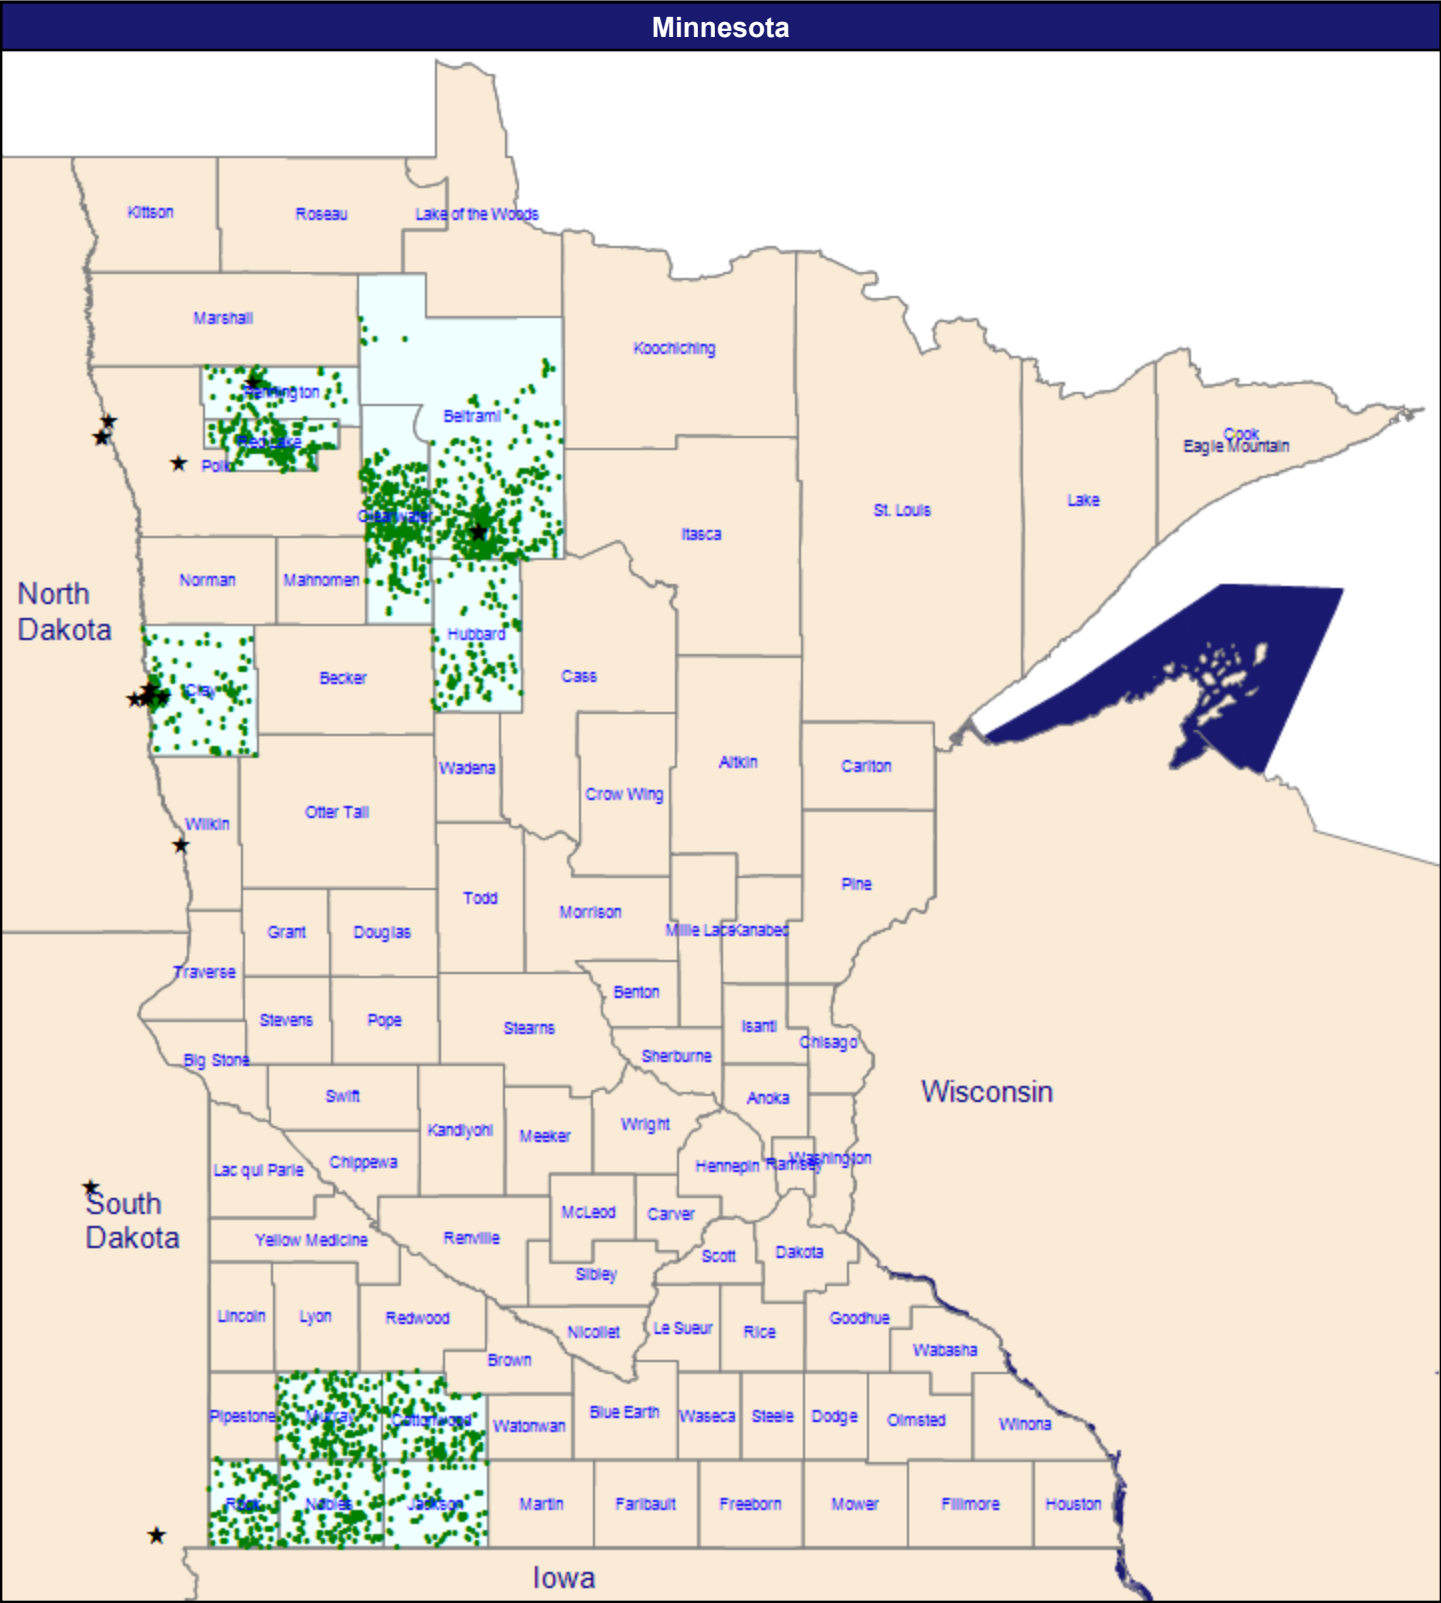 Minnesota
Kittson
Roseau
Lake of the Woods
Marshall
Koochiching
Pennington
Beltrami
Cook
Eagle Mountain
Red Lake
Polk
Lake
St. Louis
Clearwater
Itasca
Norman
Mahnomen
North
Dakota
Hubbard
Cass
Becker
Clay
Wadena
Aitkin
Carlton
Crow Wing
Otter Tail
Wilkin
Pine
Todd
Morrison
Mille Lacs
Kanabec
Grant
Douglas
Traverse
Benton
Stevens
Pope
Stearns
Isanti
Chisago
Big Stone
Sherburne
Swift
Anoka
Wisconsin
Kandiyohi
Meeker
Wright
Lac qui Parle
Chippewa
Hennepin
Ramsey
Washington
South
Dakota
McLeod
Carver
Yellow Medicine
Renville
Scott
Dakota
Sibley
Lincoln
Lyon
Redwood
Nicollet
Le Sueur
Rice
Goodhue
Wabasha
Brown
Pipestone
Murray
Cottonwood
Watonwan
Blue Earth
Waseca
Steele
Dodge
Olmsted
Winona
Rock
Nobles
Jackson
Martin
Faribault
Freeborn
Mower
Fillmore
Houston
Iowa